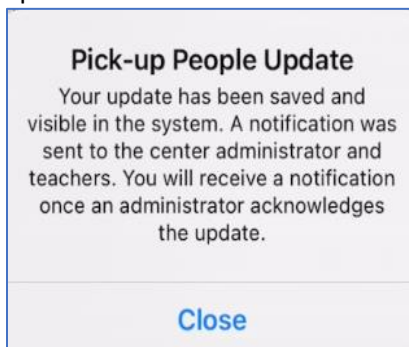 Pick-up People Update
Your update has been saved and
visible in the system. A notification was
sent to the center administrator and
teachers. You will receive a notification
once an administrator acknowledges
the update.
Close